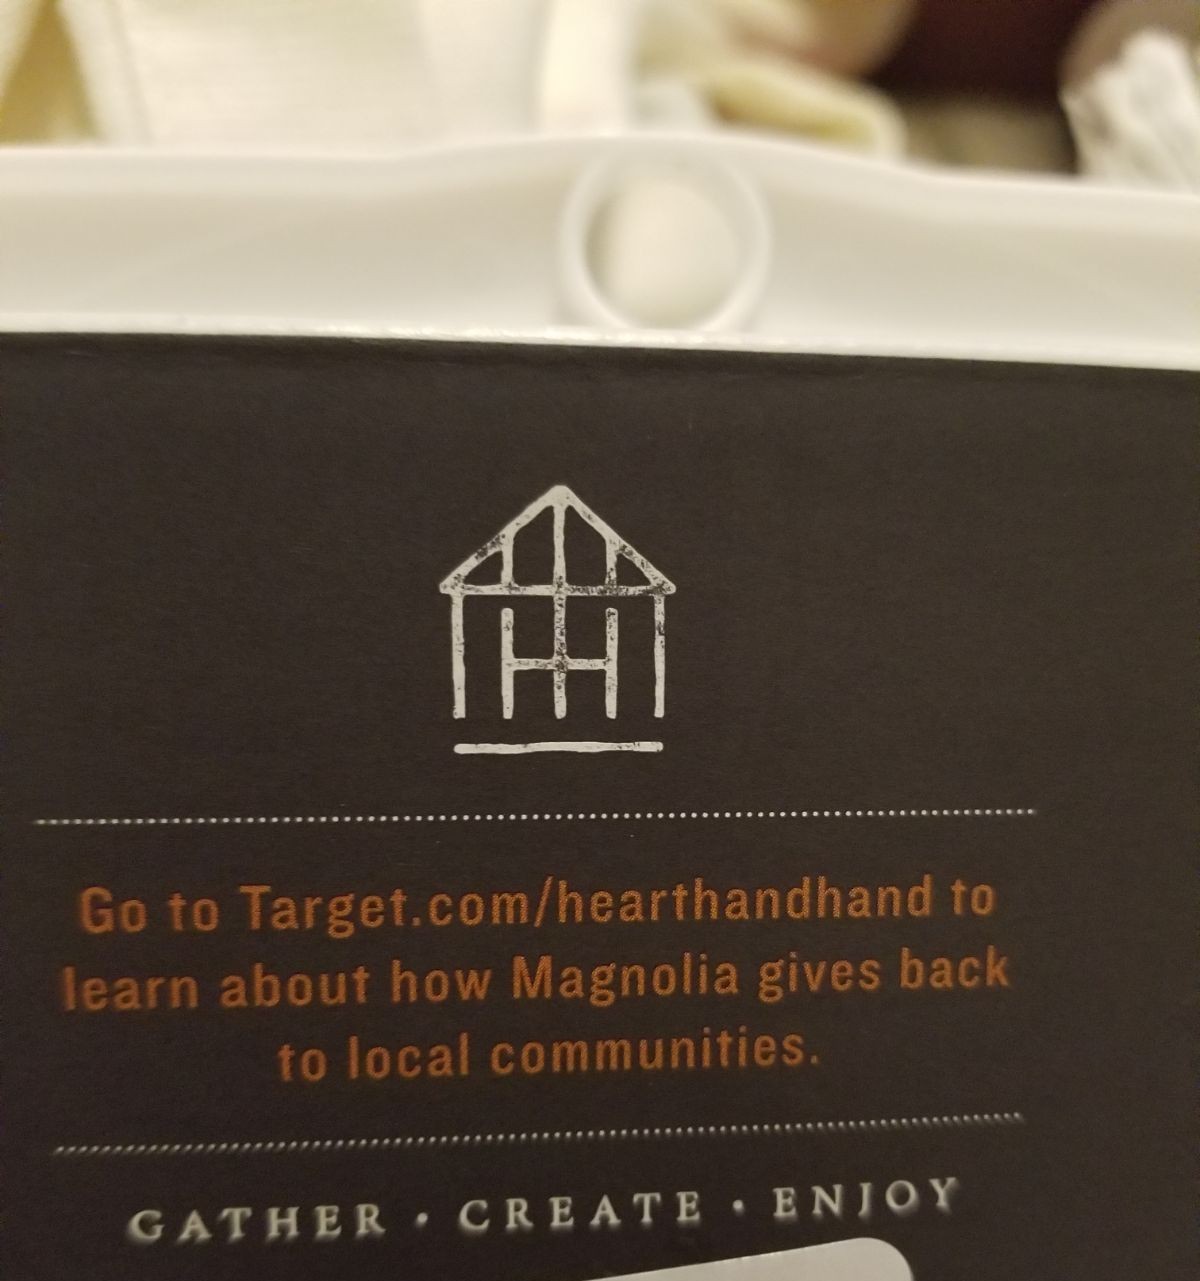 Go to Target.com/hearthandhand to
learn about how Magnolia gives back
to local communities.
GATHER · CREATE · ENJOY